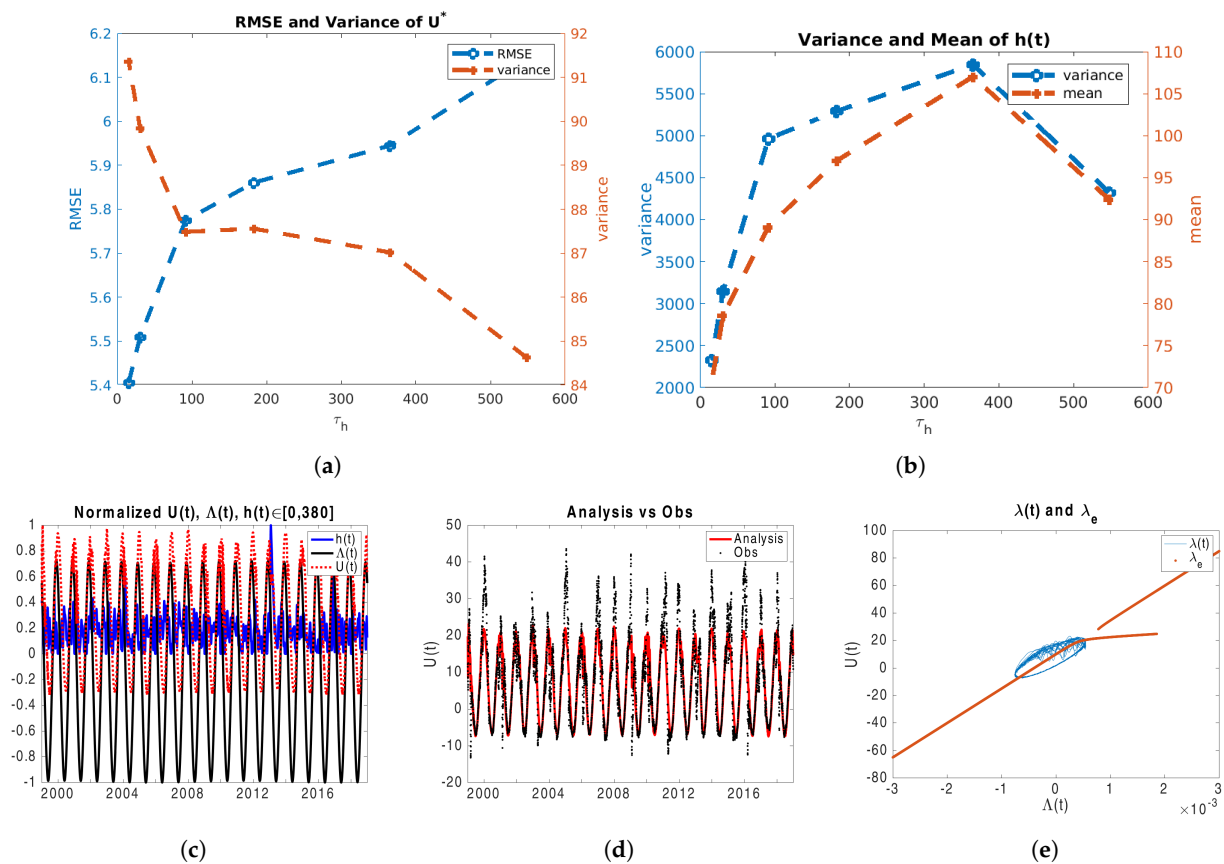 RMSE and Variance of U*
6.2
6.1
6
5.9
5.8
5.7
5.6
5.5
5.4
RMSE
92
91
90
89
88
87
86
85
84
variance
RMSE
variance
0 100 200 300 400 500 600
τh
(a)
Variance and Mean of h(t)
6000
5500
5000
4500
4000
3500
3000
2500
2000
variance
110
105
100
95
90
85
80
75
70
mean
variance
mean
0 100 200 300 400 500 600
τh
(b)
Normalized U(t), Λ(t), h(t)∈[0,380]
1
0.8
0.6
0.4
0.2
0
-0.2
-0.4
-0.6
-0.8
-1
h(t)
Λ(t)
U(t)
2000 2004 2008 2012 2016
(c)
Analysis vs Obs
50
40
30
20
10
0
-10
-20
U(t)
Analysis
Obs
2000 2004 2008 2012 2016
(d)
λ(t) and λe
100
80
60
40
20
0
-20
-40
-60
-80
U(t)
λ(t)
λe
-3 -2 -1 0 1 2 3
Λ(t)
×10-3
(e)